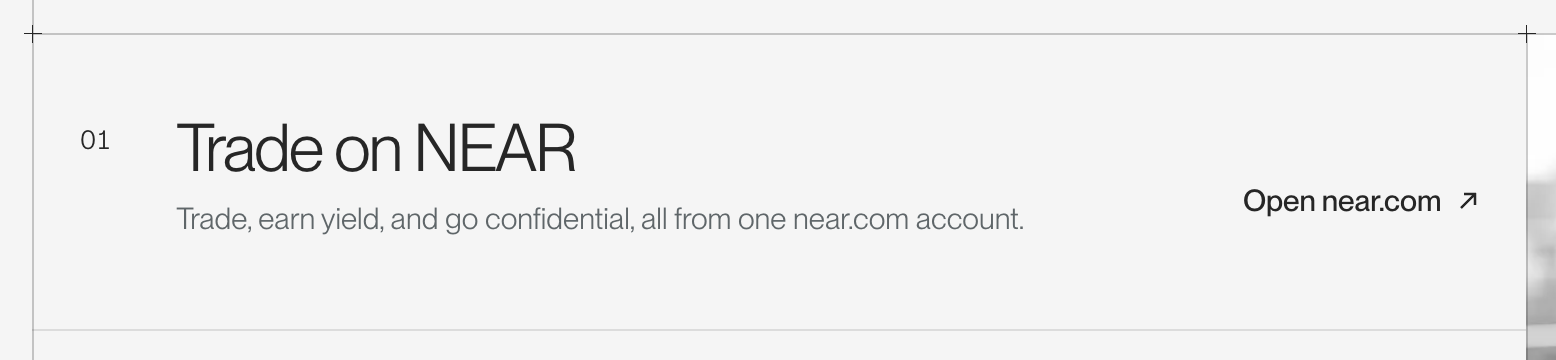 01
Trade on NEAR
Trade, earn yield, and go confidential, all from one near.com account.
Open near.com ↗